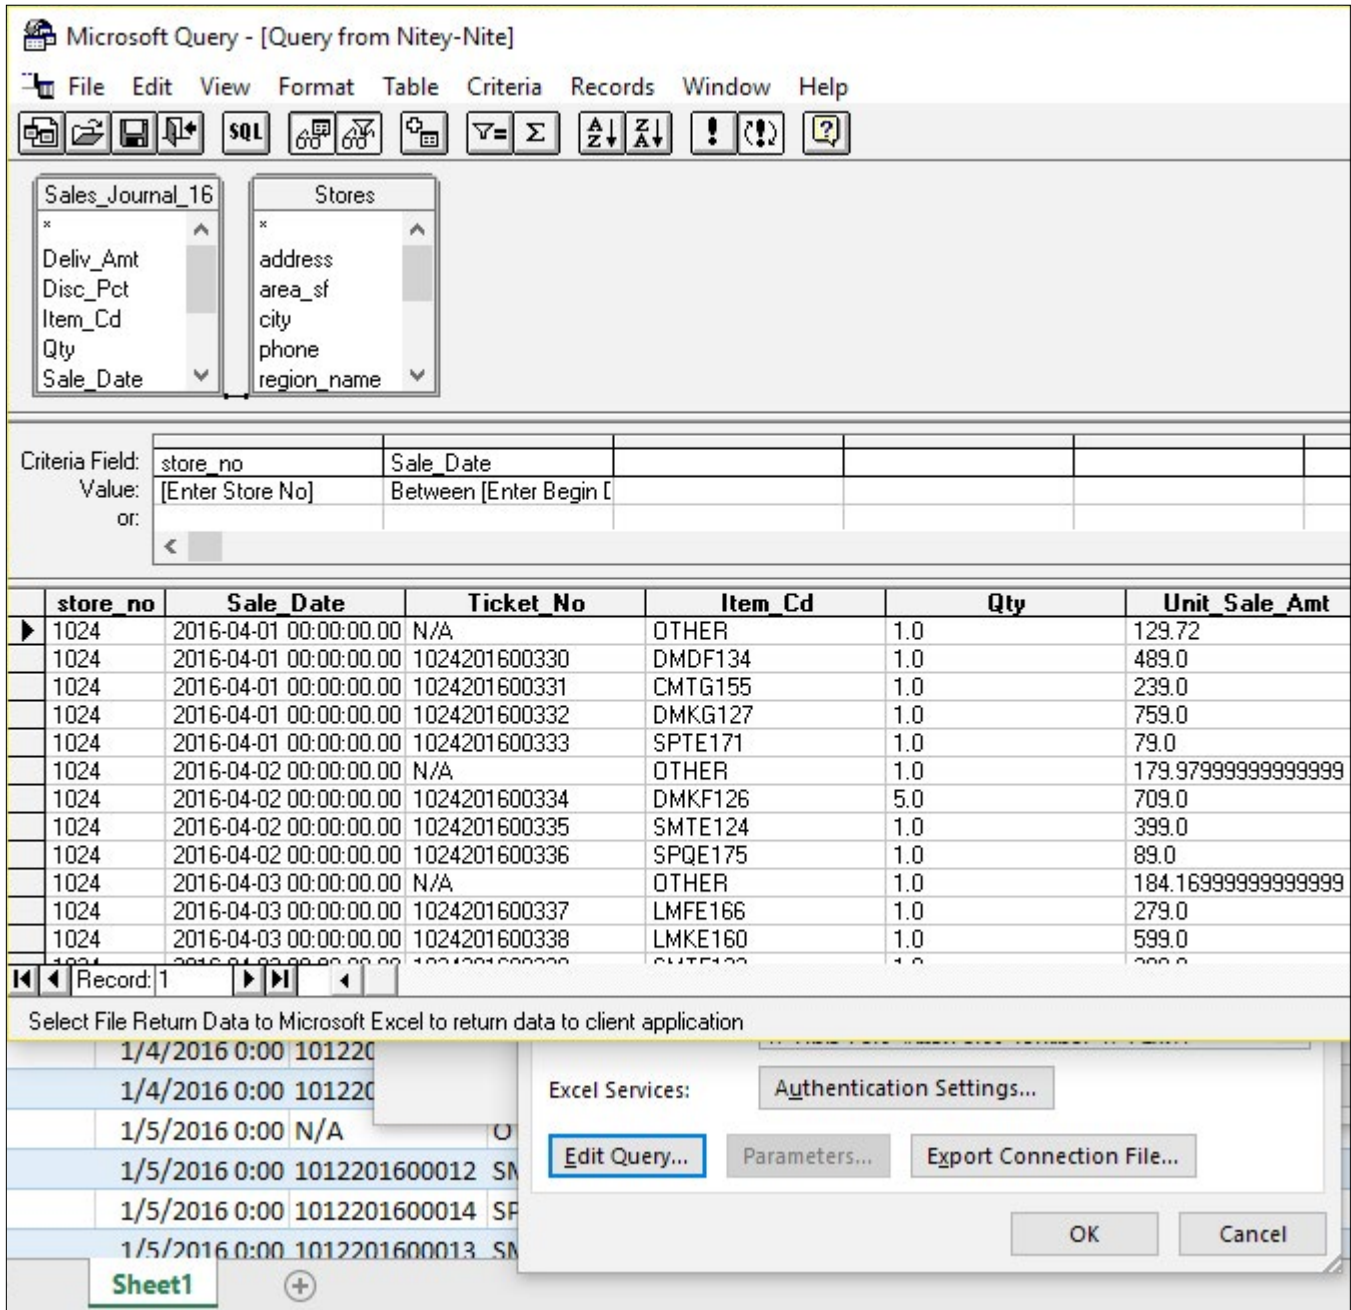 Microsoft Query - [Query from Nitey-Nite]
File Edit View Format Table Criteria Records Window Help
SQL
Sales_Journal_16 Stores
* *
Deliv_Amt address
Disc_Pct area_sf
Item_Cd city
Qty phone
Sale_Date region_name
Criteria Field: store_no Sale_Date
Value: [Enter Store No] Between [Enter Begin
or:
store_no Sale_Date Ticket_No Item_Cd Qty Unit_Sale_Amt
1024 2016-04-01 00:00:00.00 N/A OTHER 1.0 129.72
1024 2016-04-01 00:00:00.00 1024201600330 DMDF134 1.0 489.0
1024 2016-04-01 00:00:00.00 1024201600331 CMTG155 1.0 239.0
1024 2016-04-01 00:00:00.00 1024201600332 DMKG127 1.0 759.0
1024 2016-04-01 00:00:00.00 1024201600333 SPTE171 1.0 79.0
1024 2016-04-02 00:00:00.00 N/A OTHER 1.0 179.97999999999999
1024 2016-04-02 00:00:00.00 1024201600334 DMKF126 5.0 709.0
1024 2016-04-02 00:00:00.00 1024201600335 SMTE124 1.0 399.0
1024 2016-04-02 00:00:00.00 1024201600336 SPQE175 1.0 89.0
1024 2016-04-03 00:00:00.00 N/A OTHER 1.0 184.16999999999999
1024 2016-04-03 00:00:00.00 1024201600337 LMFE166 1.0 279.0
1024 2016-04-03 00:00:00.00 1024201600338 LMKE160 1.0 599.0
Record: 1
Select File Return Data to Microsoft Excel to return data to client application
1/4/2016 0:00 101220
1/4/2016 0:00 101220
Excel Services: Authentication Settings...
1/5/2016 0:00 N/A O
Edit Query... Parameters... Export Connection File...
1/5/2016 0:00 1012201600012 SM
1/5/2016 0:00 1012201600014 SP
OK Cancel
1/5/2016 0:00 1012201600013 SM
Sheet1